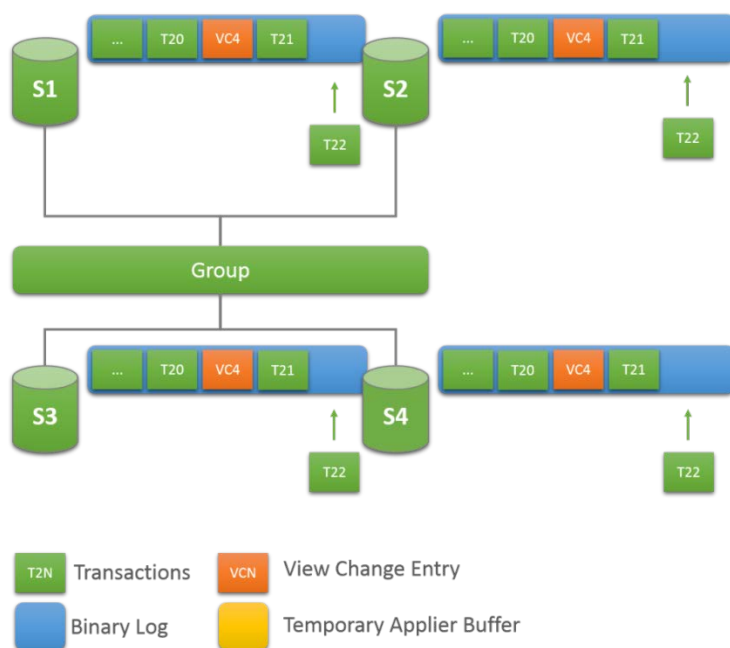 ... T20 VC4 T21
S1
T22
... T20 VC4 T21
S2
T22
Group
... T20 VC4 T21
S3
T22
... T20 VC4 T21
S4
T22
T2N Transactions
VCN View Change Entry
Binary Log
Temporary Applier Buffer